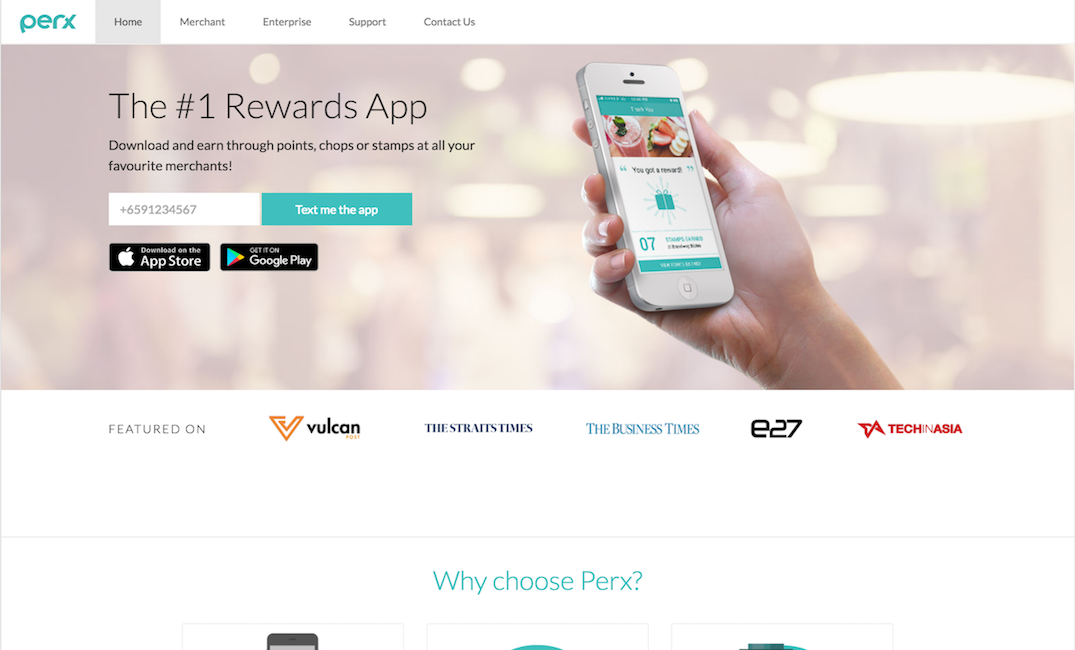 perx
Home
Merchant
Enterprise
Support
Contact Us
The #1 Rewards App
Download and earn through points, chops or stamps at all your
favourite merchants!
+6591234567
Text me the app
Download on the
App Store
GET IT ON
Google Play
Thank You
“ You got a reward! ”
07
STAMPS EARNED
FEATURED ON
vulcan
POST
THE STRAITS TIMES
THE BUSINESS TIMES
e27
TECHINASIA
Why choose Perx?